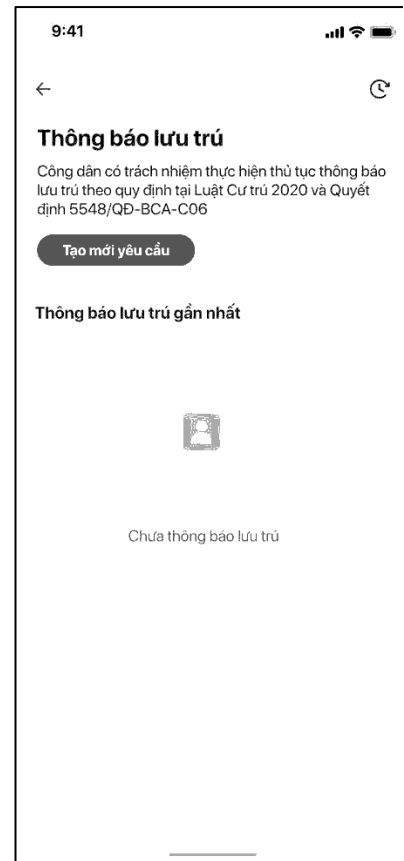 9:41
Thông báo lưu trú
Công dân có trách nhiệm thực hiện thủ tục thông báo
lưu trú theo quy định tại Luật Cư trú 2020 và Quyết
định 5548/QĐ-BCA-C06
Tạo mới yêu cầu
Thông báo lưu trú gần nhất
Chưa thông báo lưu trú